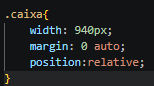 .caixa{
    width: 940px;
    margin: 0 auto;
    position:relative;
}